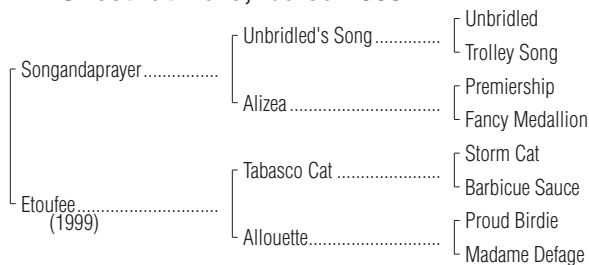 Unbridled
Unbridled's Song
Trolley Song
Songandaprayer
Premiership
Alizea
Fancy Medallion
Storm Cat
Tabasco Cat
Barbicue Sauce
Etoufee
(1999)
Proud Birdie
Allouette
Madame Defage